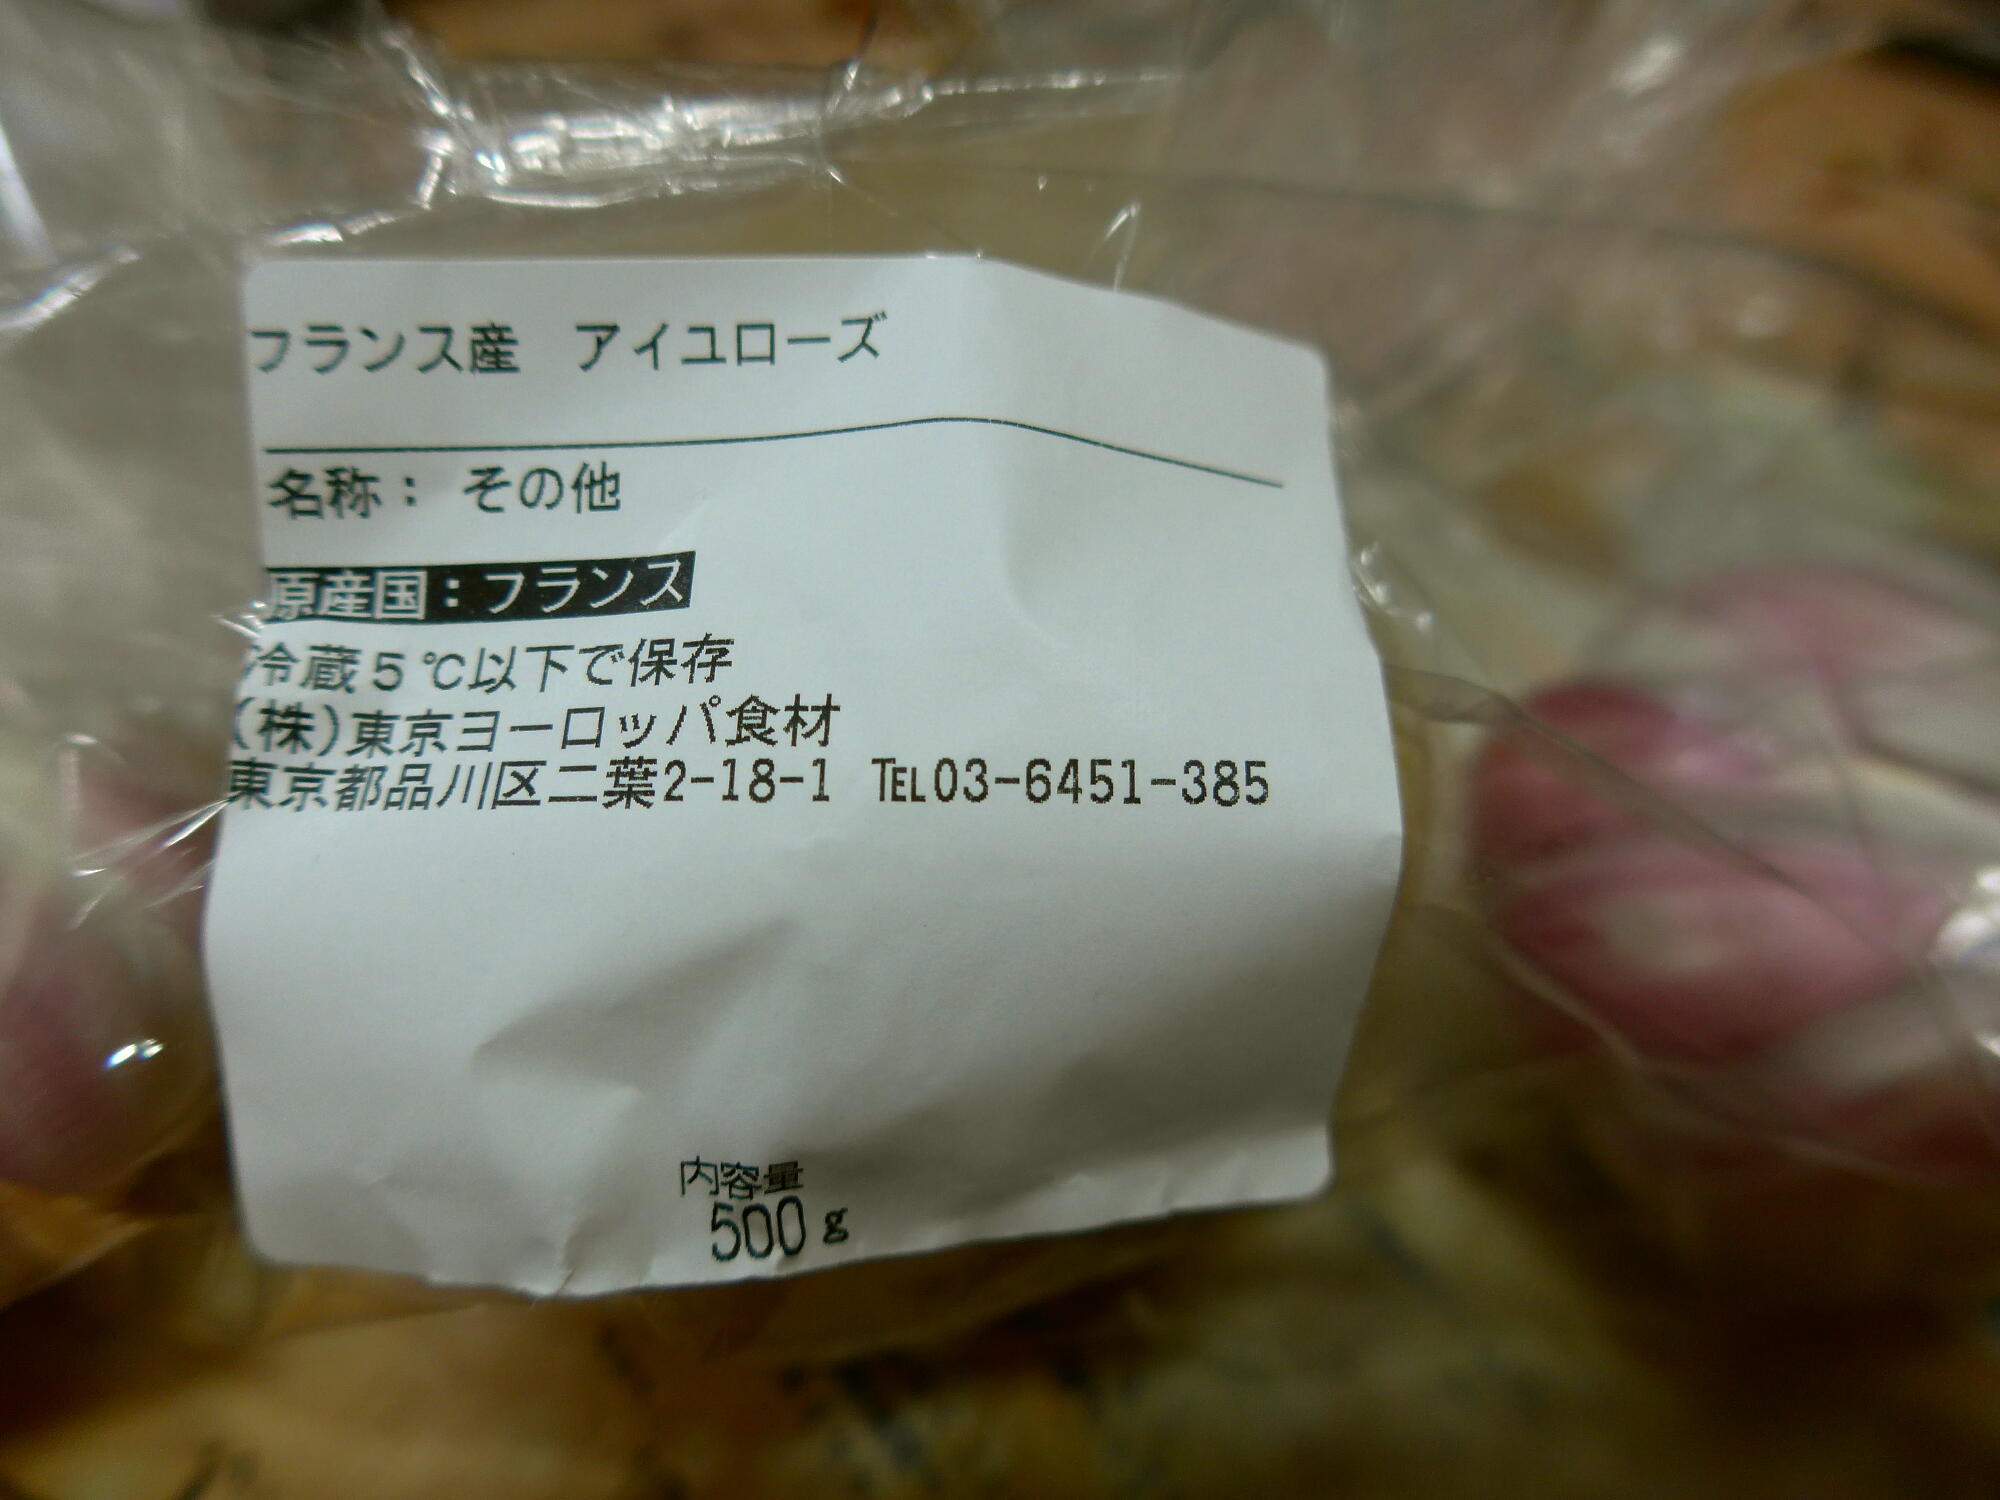 フランス産　アイユローズ
名称： その他
原産国：フランス
冷蔵５℃以下で保存
(株)東京ヨーロッパ食材
東京都品川区二葉2-18-1 ℡03-6451-385
内容量
500g